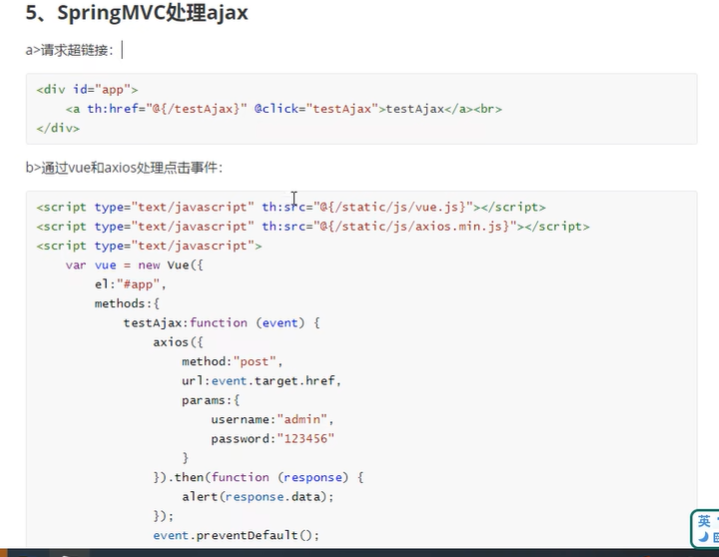 5、SpringMVC处理ajax
a>请求超链接：
<div id="app">
    <a th:href="@{/testAjax}" @click="testAjax">testAjax</a><br>
</div>
b>通过vue和axios处理点击事件：
<script type="text/javascript" th:src="@{/static/js/vue.js}"></script>
<script type="text/javascript" th:src="@{/static/js/axios.min.js}"></script>
<script type="text/javascript">
    var vue = new Vue({
        el:"#app",
        methods:{
            testAjax:function (event) {
                axios({
                    method:"post",
                    url:event.target.href,
                    params:{
                        username:"admin",
                        password:"123456"
                    }
                }).then(function (response) {
                    alert(response.data);
                });
                event.preventDefault();
英